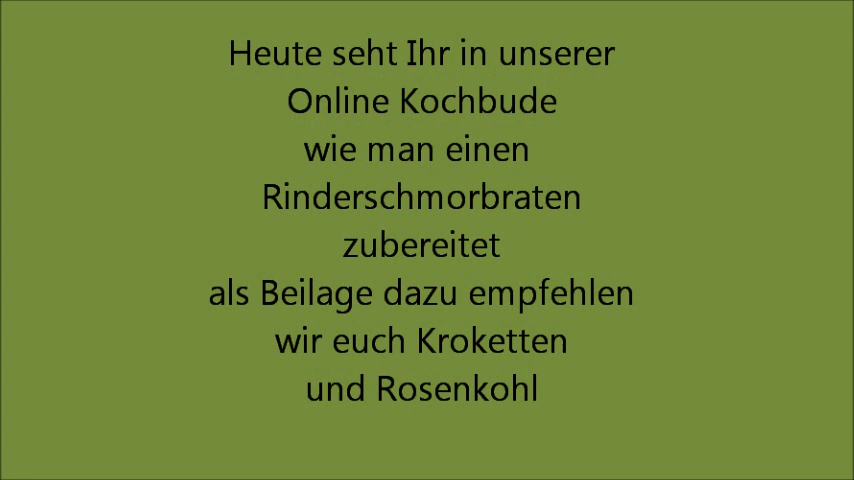 Heute seht Ihr in unserer
Online Kochbude
wie man einen
Rinderschmorbraten
zubereitet
als Beilage dazu empfehlen
wir euch Kroketten
und Rosenkohl